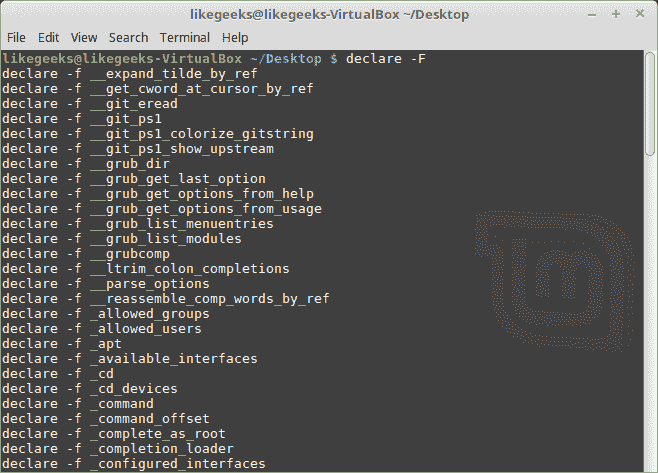 likegeeks@likegeeks-VirtualBox ~/Desktop
File Edit View Search Terminal Help
likegeeks@likegeeks-VirtualBox ~/Desktop $ declare -F
declare -f __expand_tilde_by_ref
declare -f __get_cword_at_cursor_by_ref
declare -f __git_eread
declare -f __git_ps1
declare -f __git_ps1_colorize_gitstring
declare -f __git_ps1_show_upstream
declare -f __grub_dir
declare -f __grub_get_last_option
declare -f __grub_get_options_from_help
declare -f __grub_get_options_from_usage
declare -f __grub_list_menuentries
declare -f __grub_list_modules
declare -f __grubcomp
declare -f __ltrim_colon_completions
declare -f __parse_options
declare -f __reassemble_comp_words_by_ref
declare -f _allowed_groups
declare -f _allowed_users
declare -f _apt
declare -f _available_interfaces
declare -f _cd
declare -f _cd_devices
declare -f _command
declare -f _command_offset
declare -f _complete_as_root
declare -f _completion_loader
declare -f _configured_interfaces